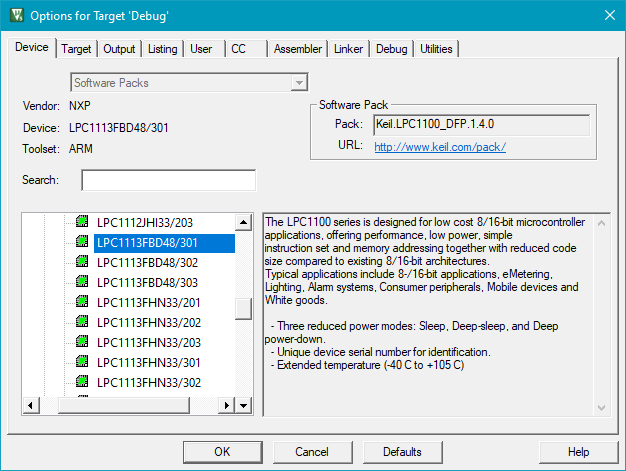 Options for Target 'Debug'
Device Target Output Listing User CC Assembler Linker Debug Utilities
Software Packs
Vendor: NXP
Device: LPC1113FBD48/301
Toolset: ARM
Search:
Software Pack
Pack: Keil.LPC1100_DFP.1.4.0
URL: http://www.keil.com/pack/
LPC1112JHI33/203
LPC1113FBD48/301
LPC1113FBD48/302
LPC1113FBD48/303
LPC1113FHN33/201
LPC1113FHN33/202
LPC1113FHN33/203
LPC1113FHN33/301
LPC1113FHN33/302
The LPC1100 series is designed for low cost 8/16-bit microcontroller
applications, offering performance, low power, simple
instruction set and memory addressing together with reduced code
size compared to existing 8/16-bit architectures.
Typical applications include 8-/16-bit applications, eMetering,
Lighting, Alarm systems, Consumer peripherals, Mobile devices and
White goods.
- Three reduced power modes: Sleep, Deep-sleep, and Deep
power-down.
- Unique device serial number for identification.
- Extended temperature (-40 C to +105 C)
OK Cancel Defaults Help